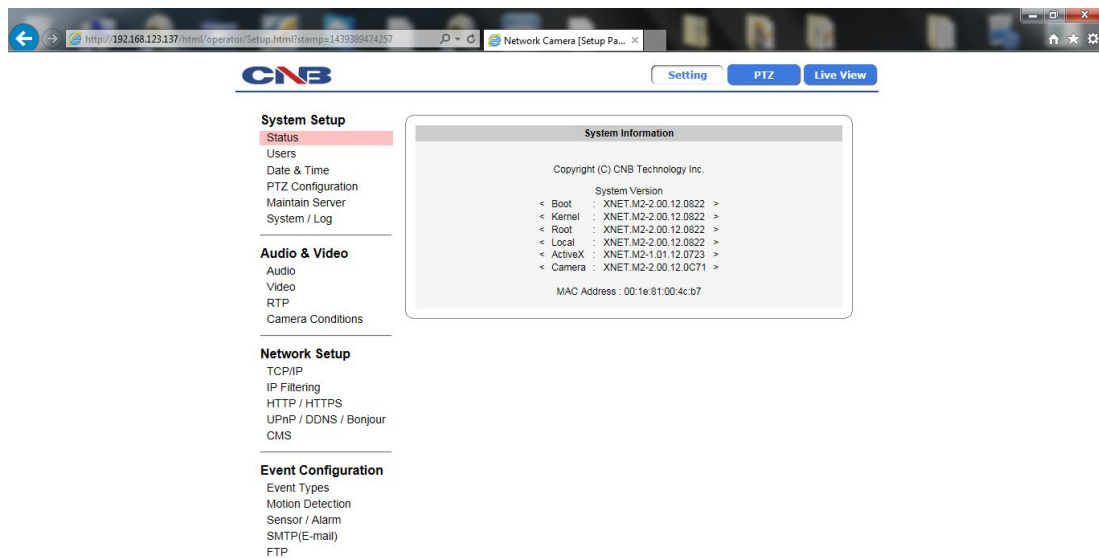 http://192.168.123.137/html/operator/Setup.html?stamp=1439389474257
Network Camera [Setup Pa...
CNB
Setting
PTZ
Live View
System Setup
Status
Users
Date & Time
PTZ Configuration
Maintain Server
System / Log
Audio & Video
Audio
Video
RTP
Camera Conditions
Network Setup
TCP/IP
IP Filtering
HTTP / HTTPS
UPnP / DDNS / Bonjour
CMS
Event Configuration
Event Types
Motion Detection
Sensor / Alarm
SMTP(E-mail)
FTP
System Information
Copyright (C) CNB Technology Inc.
System Version
< Boot : XNET.M2-2.00.12.0822 >
< Kernel : XNET.M2-2.00.12.0822 >
< Root : XNET.M2-2.00.12.0822 >
< Local : XNET.M2-2.00.12.0822 >
< ActiveX : XNET.M2-1.01.12.0723 >
< Camera : XNET.M2-2.00.12.0C71 >
MAC Address : 00:1e:81:00:4c:b7